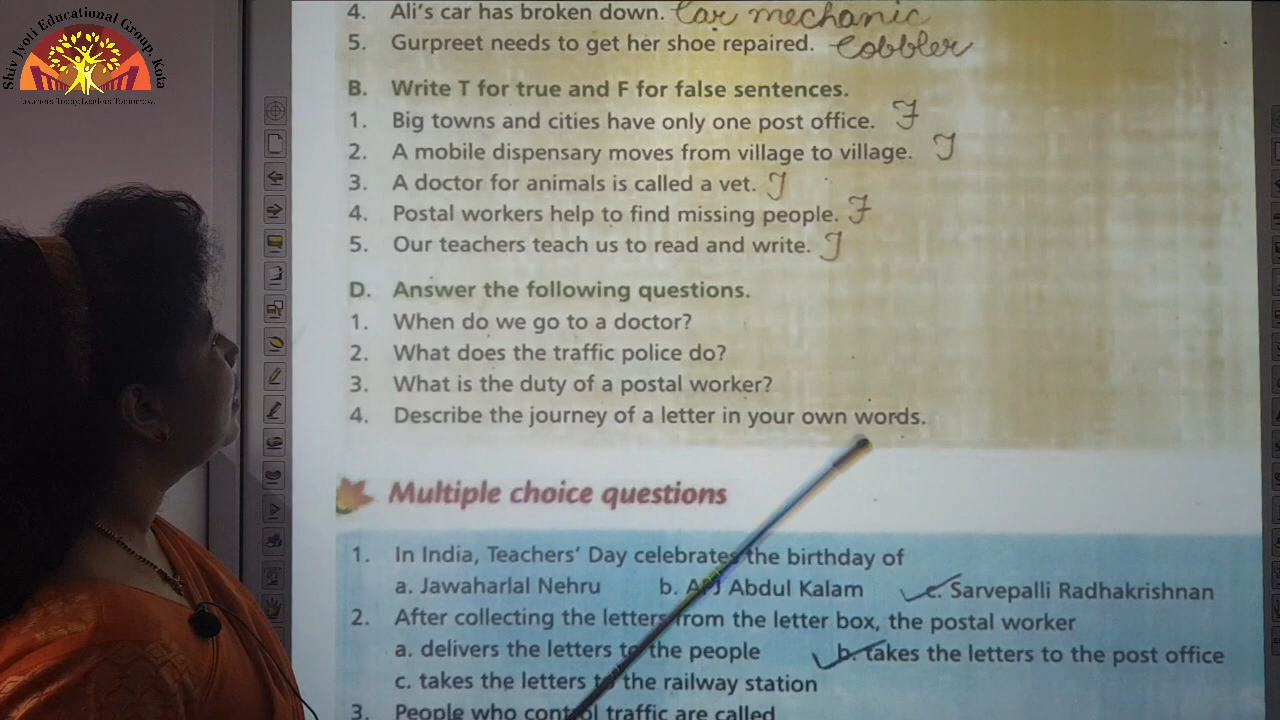 Shiv Jyoti Educational Group, Kota
Learners Today, Leaders Tomorrow.
4. Ali's car has broken down. Car mechanic
5. Gurpreet needs to get her shoe repaired. Cobbler
B. Write T for true and F for false sentences.
1. Big towns and cities have only one post office. F
2. A mobile dispensary moves from village to village. T
3. A doctor for animals is called a vet. T
4. Postal workers help to find missing people. F
5. Our teachers teach us to read and write. T
D. Answer the following questions.
1. When do we go to a doctor?
2. What does the traffic police do?
3. What is the duty of a postal worker?
4. Describe the journey of a letter in your own words.
Multiple choice questions
1. In India, Teachers' Day celebrates the birthday of
a. Jawaharlal Nehru b. APJ Abdul Kalam c. Sarvepalli Radhakrishnan
2. After collecting the letters from the letter box, the postal worker
a. delivers the letters to the people b. takes the letters to the post office
c. takes the letters to the railway station
3. People who control traffic are called